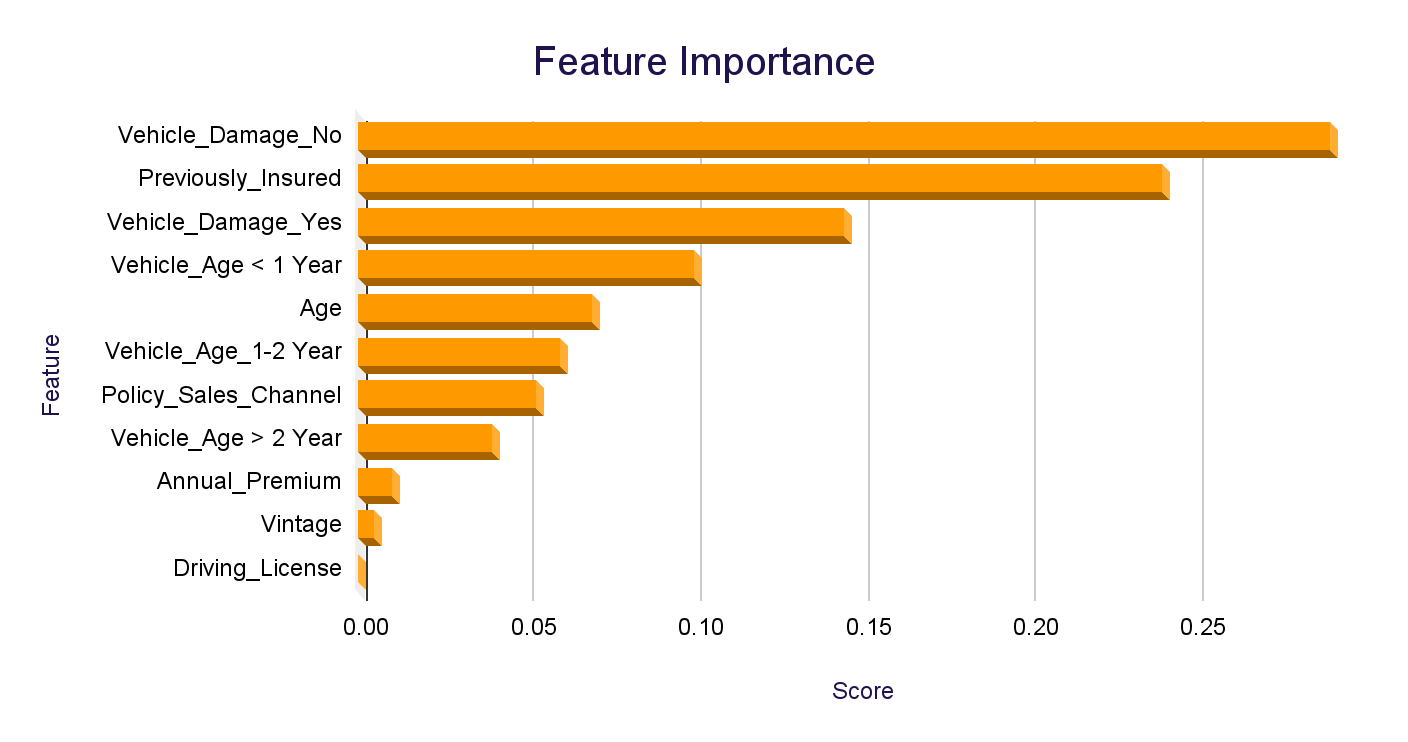 Feature Importance
Vehicle_Damage_No
Previously_Insured
Vehicle_Damage_Yes
Vehicle_Age < 1 Year
Age
Vehicle_Age_1-2 Year
Policy_Sales_Channel
Vehicle_Age > 2 Year
Annual_Premium
Vintage
Driving_License
Feature
0.00 0.05 0.10 0.15 0.20 0.25
Score